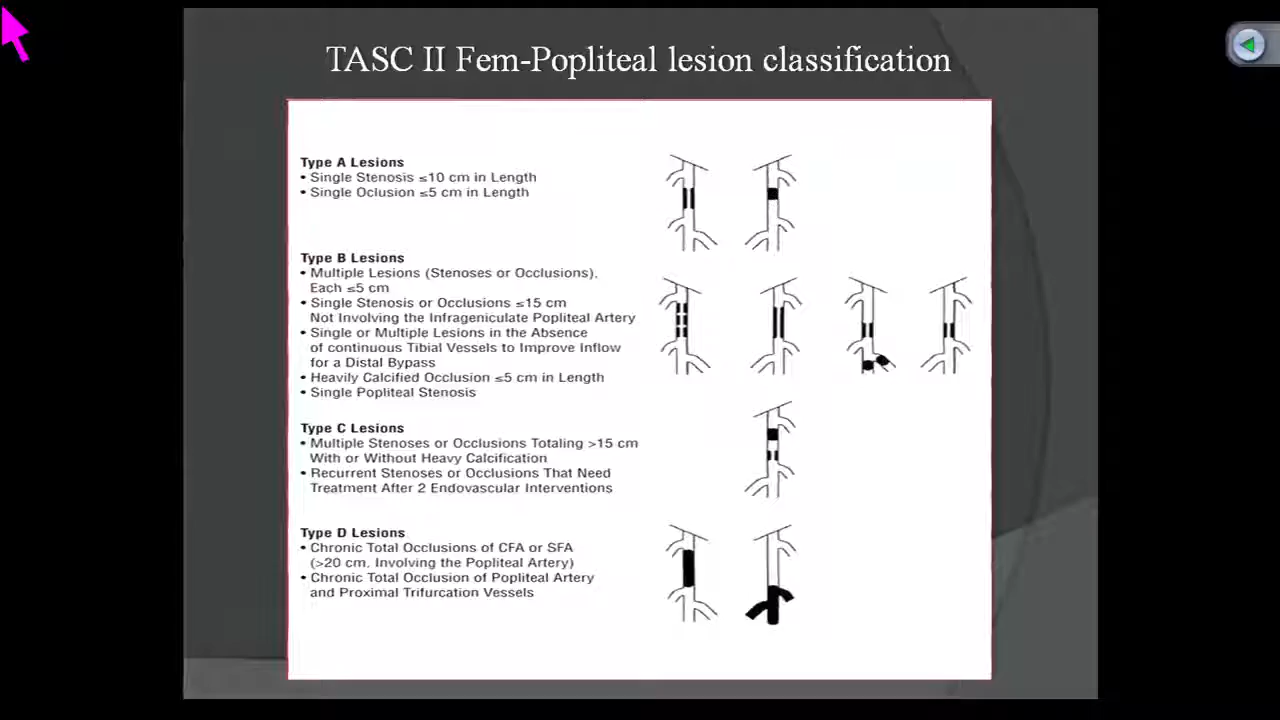 TASC II Fem-Popliteal lesion classification
Type A Lesions
• Single Stenosis ≤10 cm in Length
• Single Oclusion ≤5 cm in Length
Type B Lesions
• Multiple Lesions (Stenoses or Occlusions),
Each ≤5 cm
• Single Stenosis or Occlusions ≤15 cm
Not Involving the Infrageniculate Popliteal Artery
• Single or Multiple Lesions in the Absence
of continuous Tibial Vessels to Improve Inflow
for a Distal Bypass
• Heavily Calcified Occlusion ≤5 cm in Length
• Single Popliteal Stenosis
Type C Lesions
• Multiple Stenoses or Occlusions Totaling >15 cm
With or Without Heavy Calcification
• Recurrent Stenoses or Occlusions That Need
Treatment After 2 Endovascular Interventions
Type D Lesions
• Chronic Total Occlusions of CFA or SFA
(>20 cm, Involving the Popliteal Artery)
• Chronic Total Occlusion of Popliteal Artery
and Proximal Trifurcation Vessels